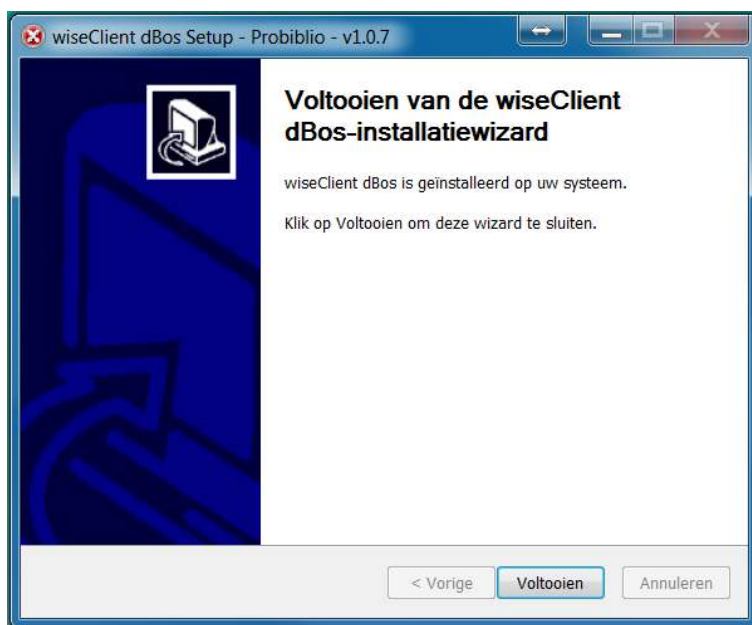 wiseClient dBos Setup - Probiblio - v1.0.7
Voltooien van de wiseClient
dBos-installatiewizard
wiseClient dBos is geïnstalleerd op uw systeem.
Klik op Voltooien om deze wizard te sluiten.
< Vorige
Voltooien
Annuleren